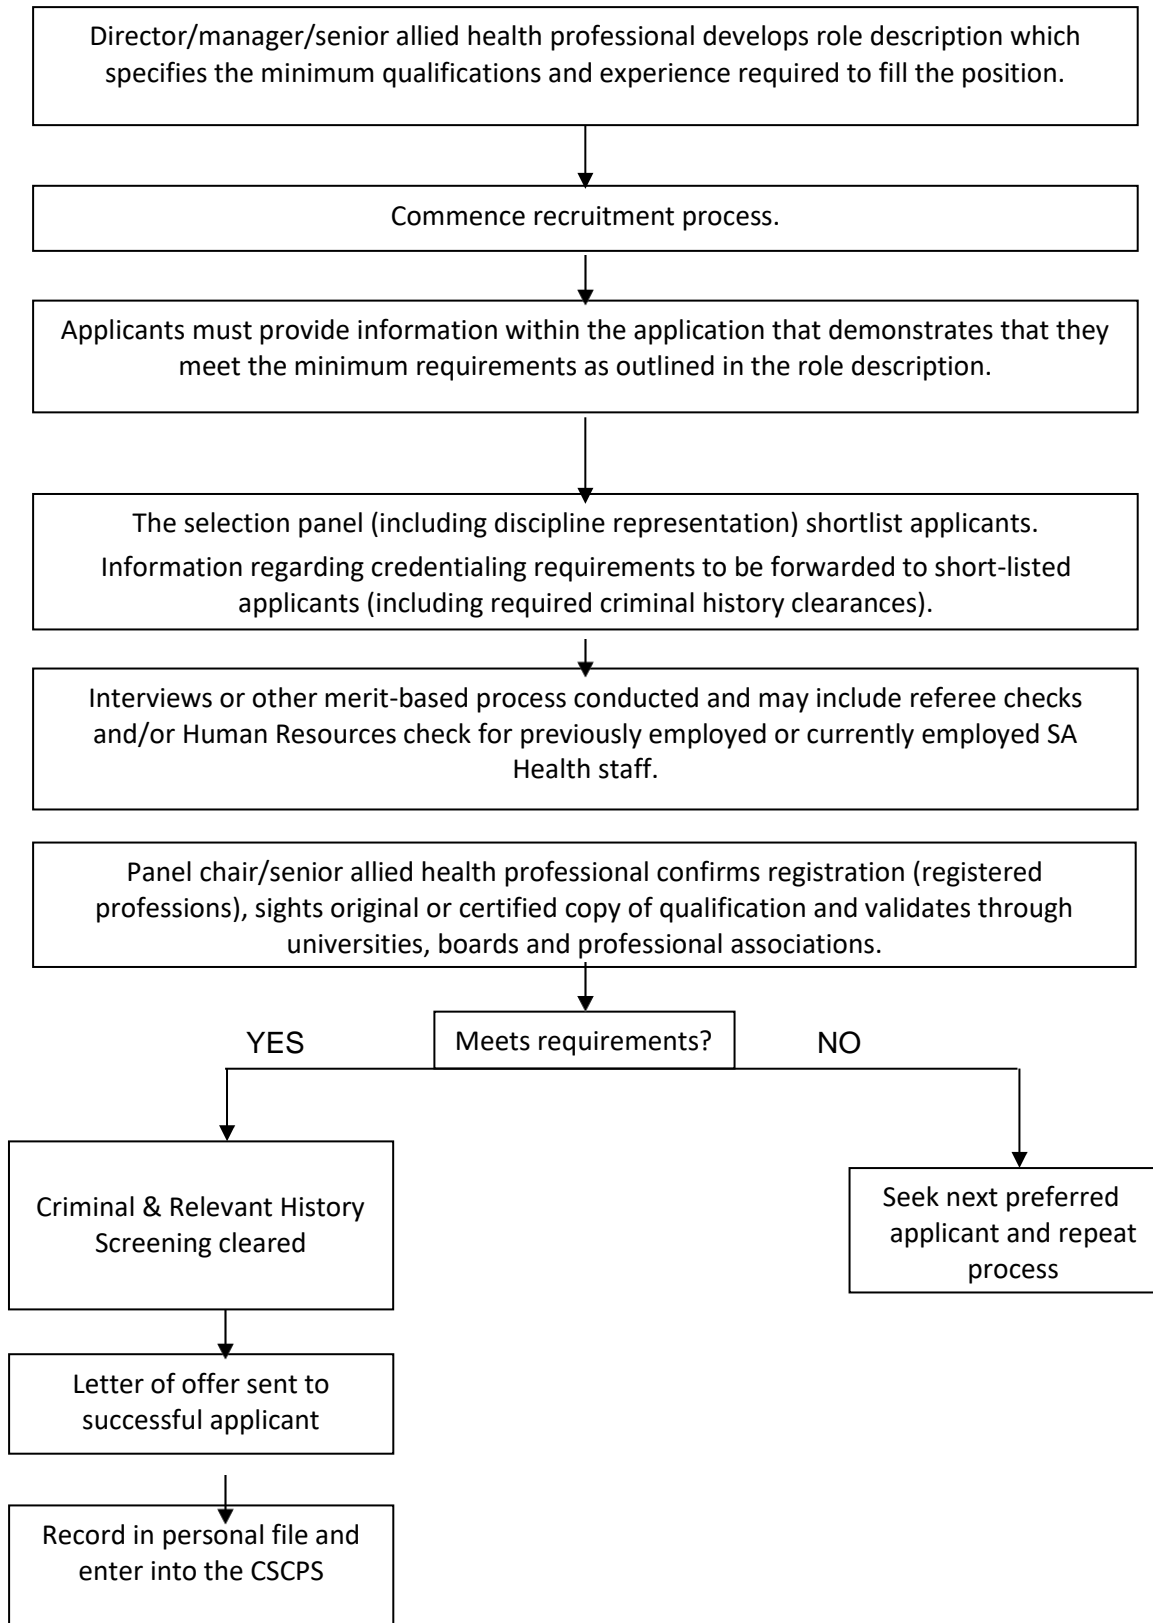 Director/manager/senior allied health professional develops role description which
specifies the minimum qualifications and experience required to fill the position.
Commence recruitment process.
Applicants must provide information within the application that demonstrates that they
meet the minimum requirements as outlined in the role description.
The selection panel (including discipline representation) shortlist applicants.
Information regarding credentialing requirements to be forwarded to short-listed
applicants (including required criminal history clearances).
Interviews or other merit-based process conducted and may include referee checks
and/or Human Resources check for previously employed or currently employed SA
Health staff.
Panel chair/senior allied health professional confirms registration (registered
professions), sights original or certified copy of qualification and validates through
universities, boards and professional associations.
YES
Meets requirements?
NO
Criminal & Relevant History
Screening cleared
Seek next preferred
applicant and repeat
process
Letter of offer sent to
successful applicant
Record in personal file and
enter into the CSCPS